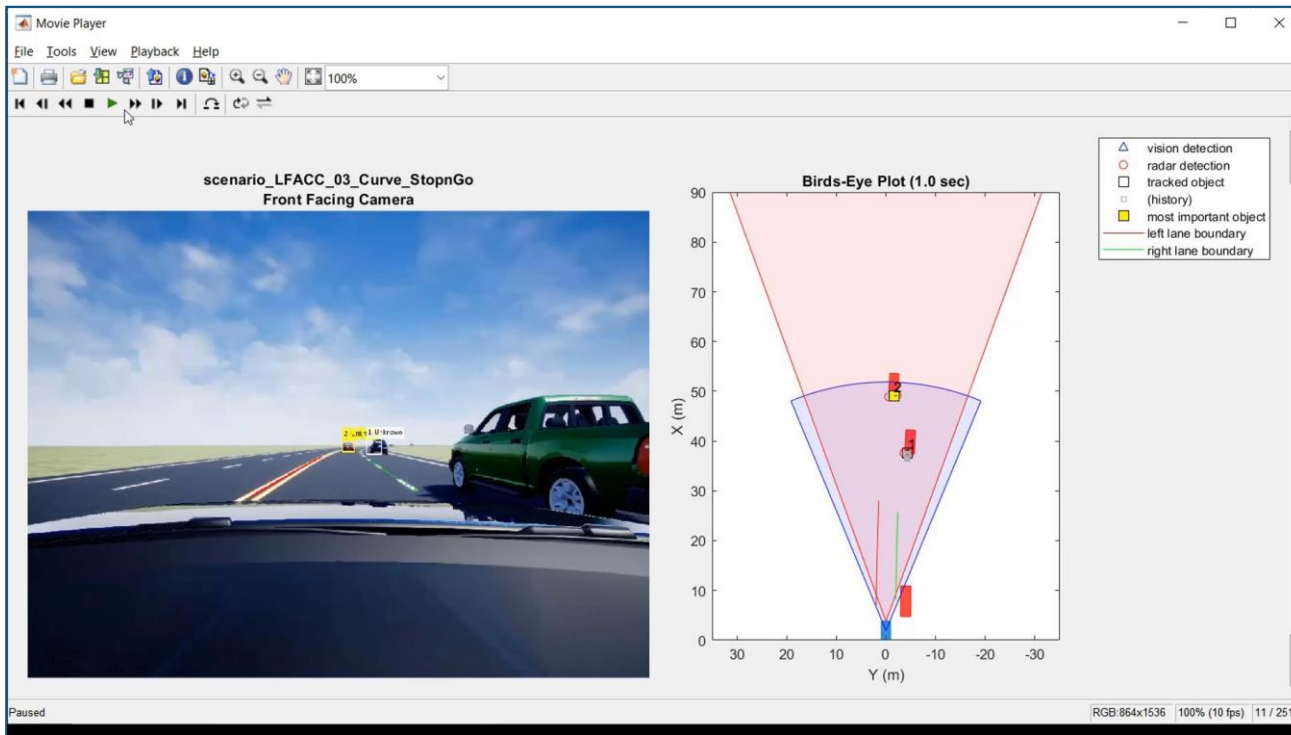 Movie Player
File Tools View Playback Help
100%
scenario_LFACC_03_Curve_StopnGo
Front Facing Camera
1.Unknown
Birds-Eye Plot (1.0 sec)
90
80
70
60
50
40
30
20
10
0
X (m)
2
1
30 20 10 0 -10 -20 -30
Y (m)
vision detection
radar detection
tracked object
(history)
most important object
left lane boundary
right lane boundary
Paused
RGB:864x1536 100% (10 fps) 11 / 251